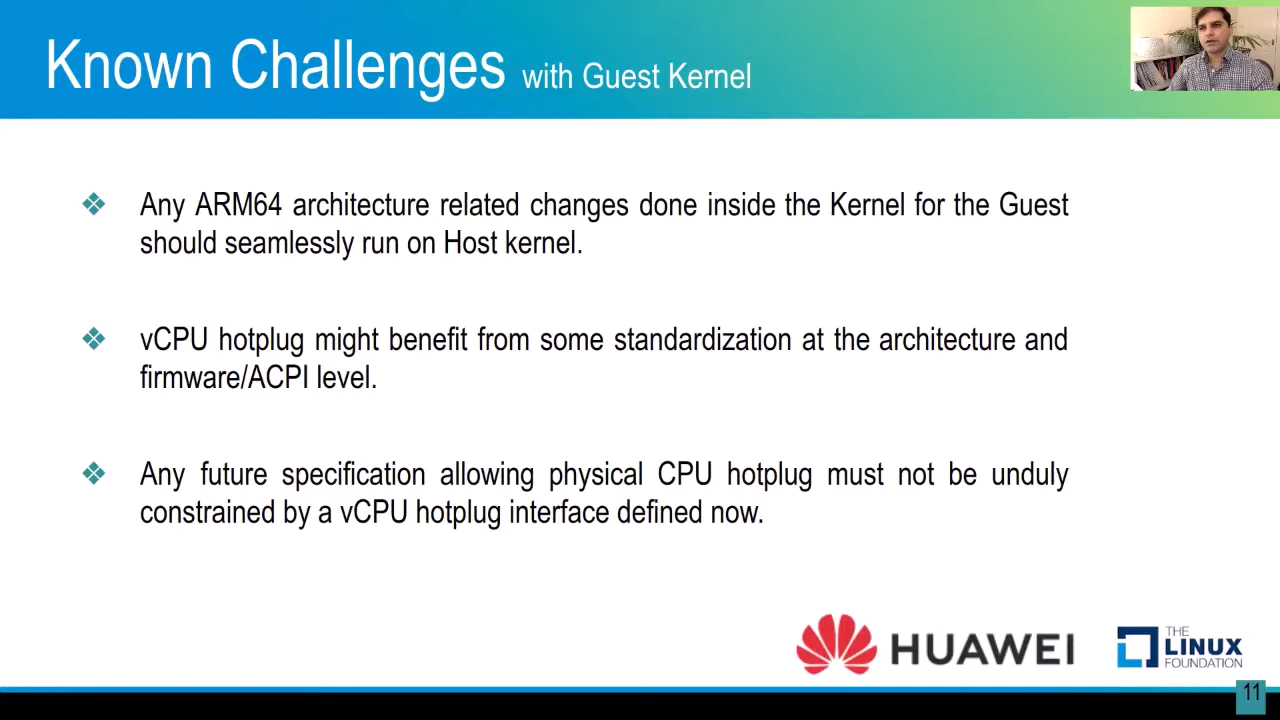 Known Challenges with Guest Kernel
Any ARM64 architecture related changes done inside the Kernel for the Guest
should seamlessly run on Host kernel.
vCPU hotplug might benefit from some standardization at the architecture and
firmware/ACPI level.
Any future specification allowing physical CPU hotplug must not be unduly
constrained by a vCPU hotplug interface defined now.
HUAWEI
THE
LINUX
FOUNDATION
11